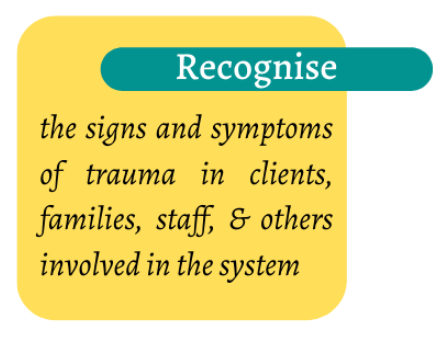 Recognise
the signs and symptoms
of trauma in clients,
families, staff, & others
involved in the system